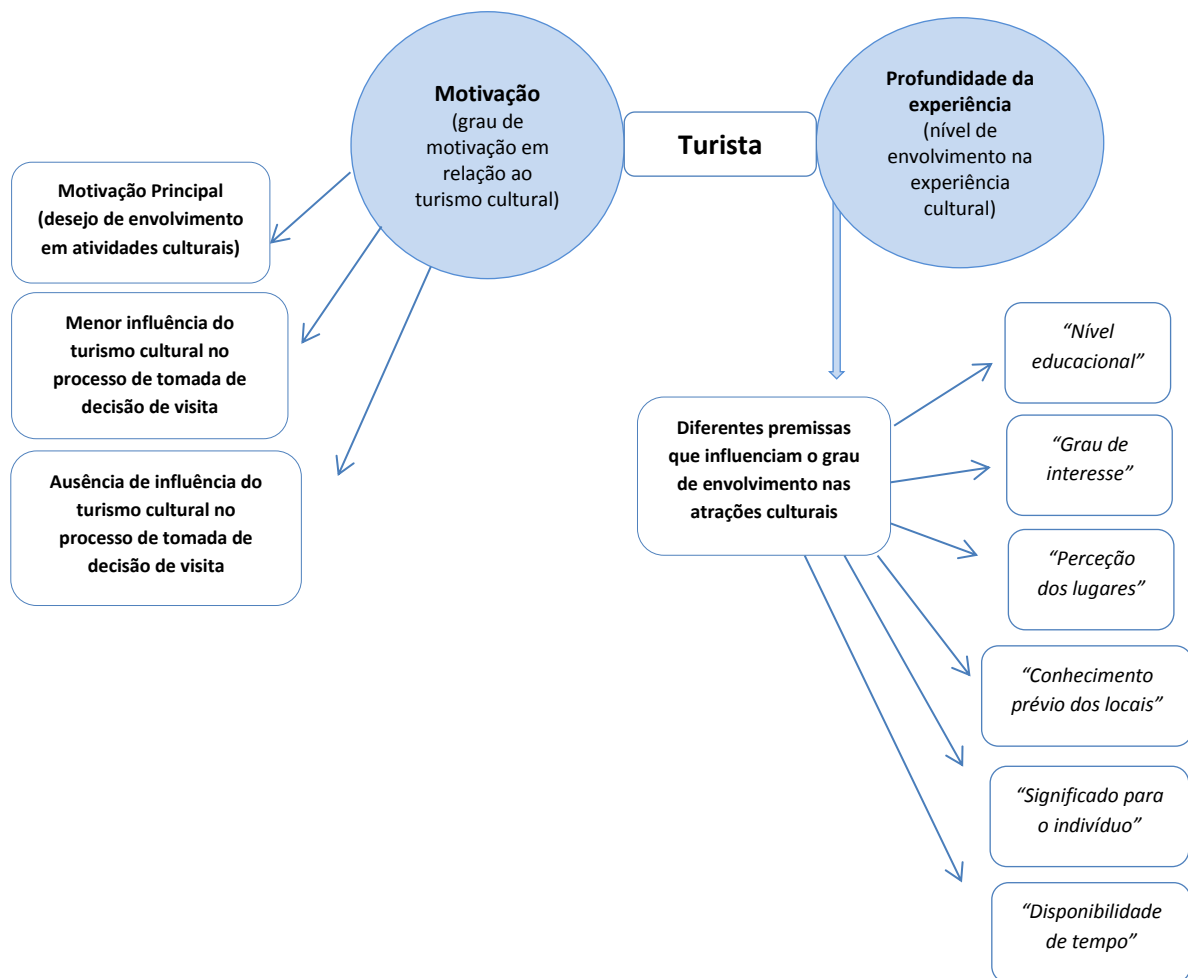 Motivação
(grau de
motivação em
relação ao
turismo cultural)
Turista
Profundidade da
experiência
(nível de
envolvimento na
experiência
cultural)
Motivação Principal
(desejo de envolvimento
em atividades culturais)
Menor influência do
turismo cultural no
processo de tomada de
decisão de visita
Ausência de influência do
turismo cultural no
processo de tomada de
decisão de visita
Diferentes premissas
que influenciam o grau
de envolvimento nas
atrações culturais
“Nível
educacional”
“Grau de
interesse”
“Perceção
dos lugares”
“Conhecimento
prévio dos locais”
“Significado para
o indivíduo”
“Disponibilidade
de tempo”